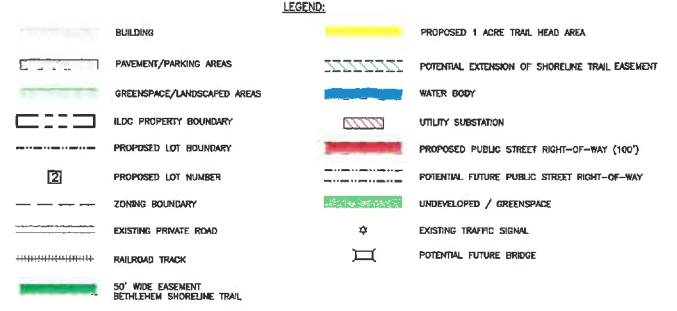 LEGEND:
BUILDING
PAVEMENT/PARKING AREAS
GREENSPACE/LANDSCAPED AREAS
ILDC PROPERTY BOUNDARY
PROPOSED LOT BOUNDARY
2
PROPOSED LOT NUMBER
ZONING BOUNDARY
EXISTING PRIVATE ROAD
RAILROAD TRACK
50' WIDE EASEMENT
BETHLEHEM SHORELINE TRAIL
PROPOSED 1 ACRE TRAIL HEAD AREA
POTENTIAL EXTENSION OF SHORELINE TRAIL EASEMENT
WATER BODY
UTILITY SUBSTATION
PROPOSED PUBLIC STREET RIGHT-OF-WAY (100')
POTENTIAL FUTURE PUBLIC STREET RIGHT-OF-WAY
UNDEVELOPED / GREENSPACE
EXISTING TRAFFIC SIGNAL
POTENTIAL FUTURE BRIDGE